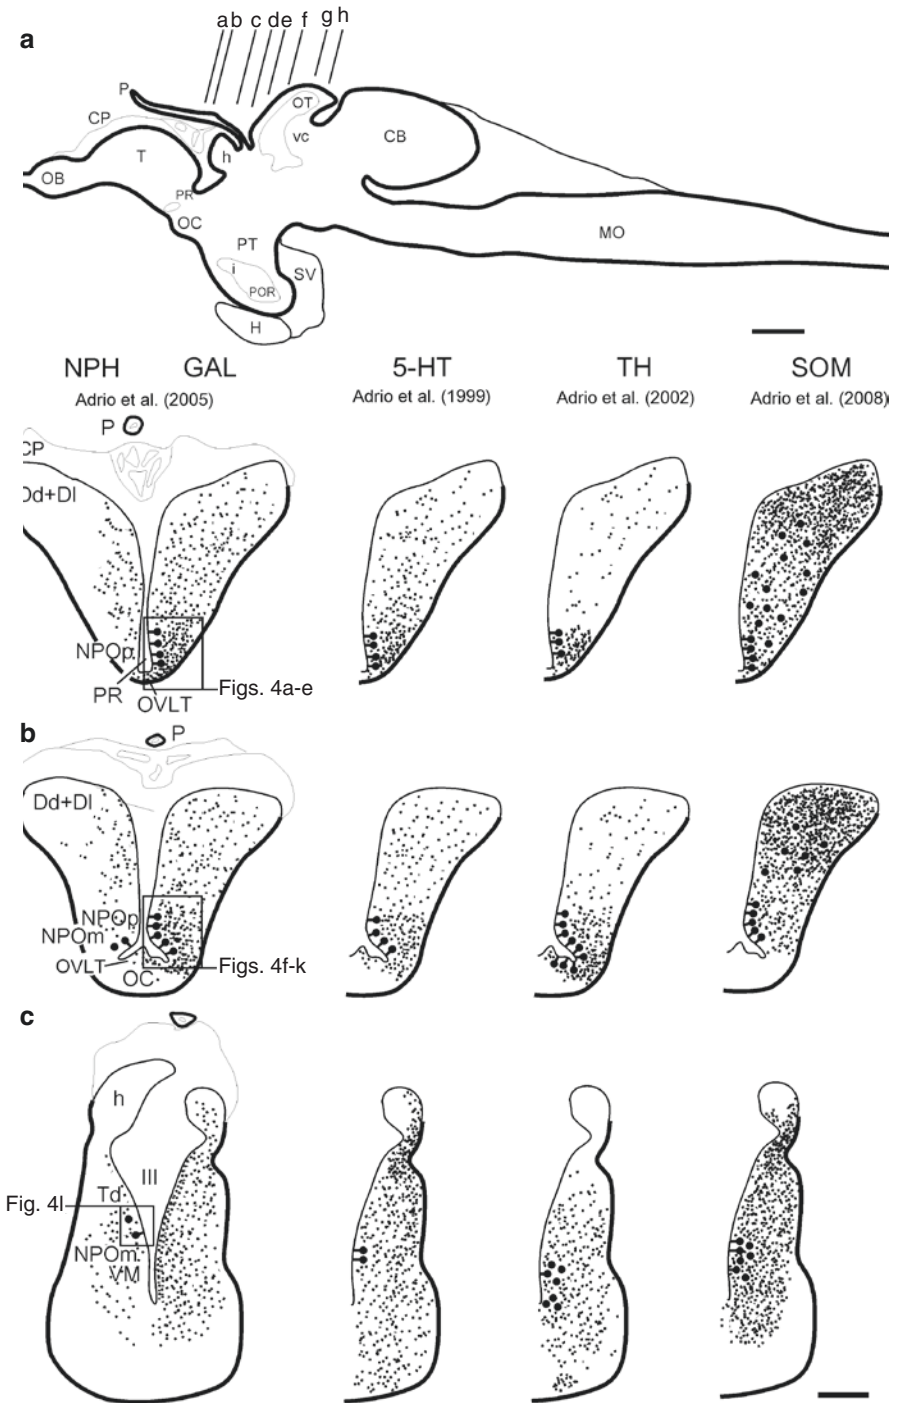 a b c d e f g h
a
P
CP
OT
vc
CB
T
h
OB
PR
OC
MO
PT
i
SV
POR
H
NPH GAL 5-HT TH SOM
Adrio et al. (2005) Adrio et al. (1999) Adrio et al. (2002) Adrio et al. (2008)
P
CP
Dd+Dl
NPOp
PR
OVLT
Figs. 4a-e
b
P
Dd+Dl
NPOp
NPOm
OVLT
OC
Figs. 4f-k
c
h
III
Td
Fig. 4l
NPOm
VM